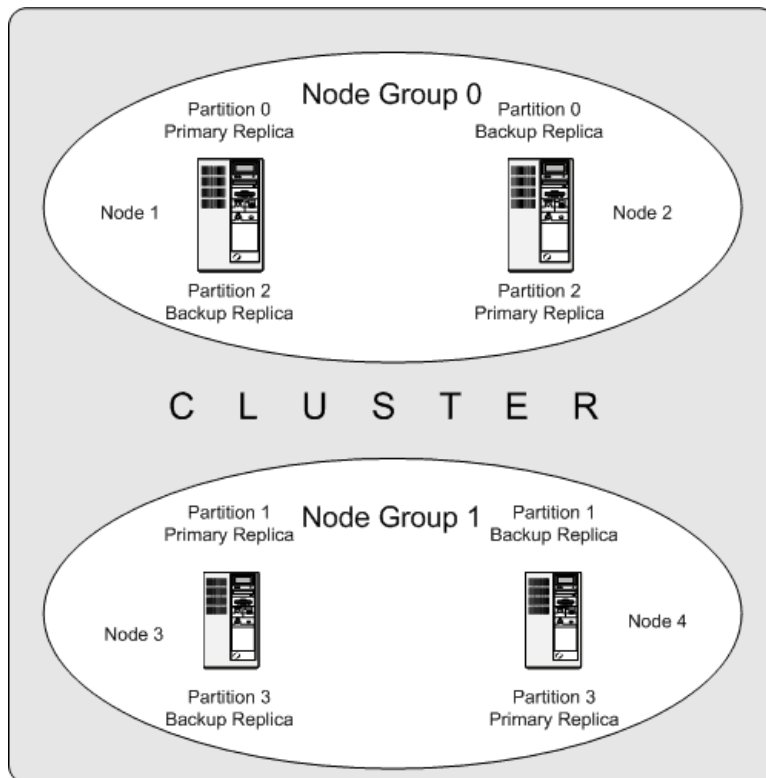 Node Group 0
Partition 0
Primary Replica
Partition 0
Backup Replica
Node 1
Node 2
Partition 2
Backup Replica
Partition 2
Primary Replica
C L U S T E R
Node Group 1
Partition 1
Primary Replica
Partition 1
Backup Replica
Node 3
Node 4
Partition 3
Backup Replica
Partition 3
Primary Replica